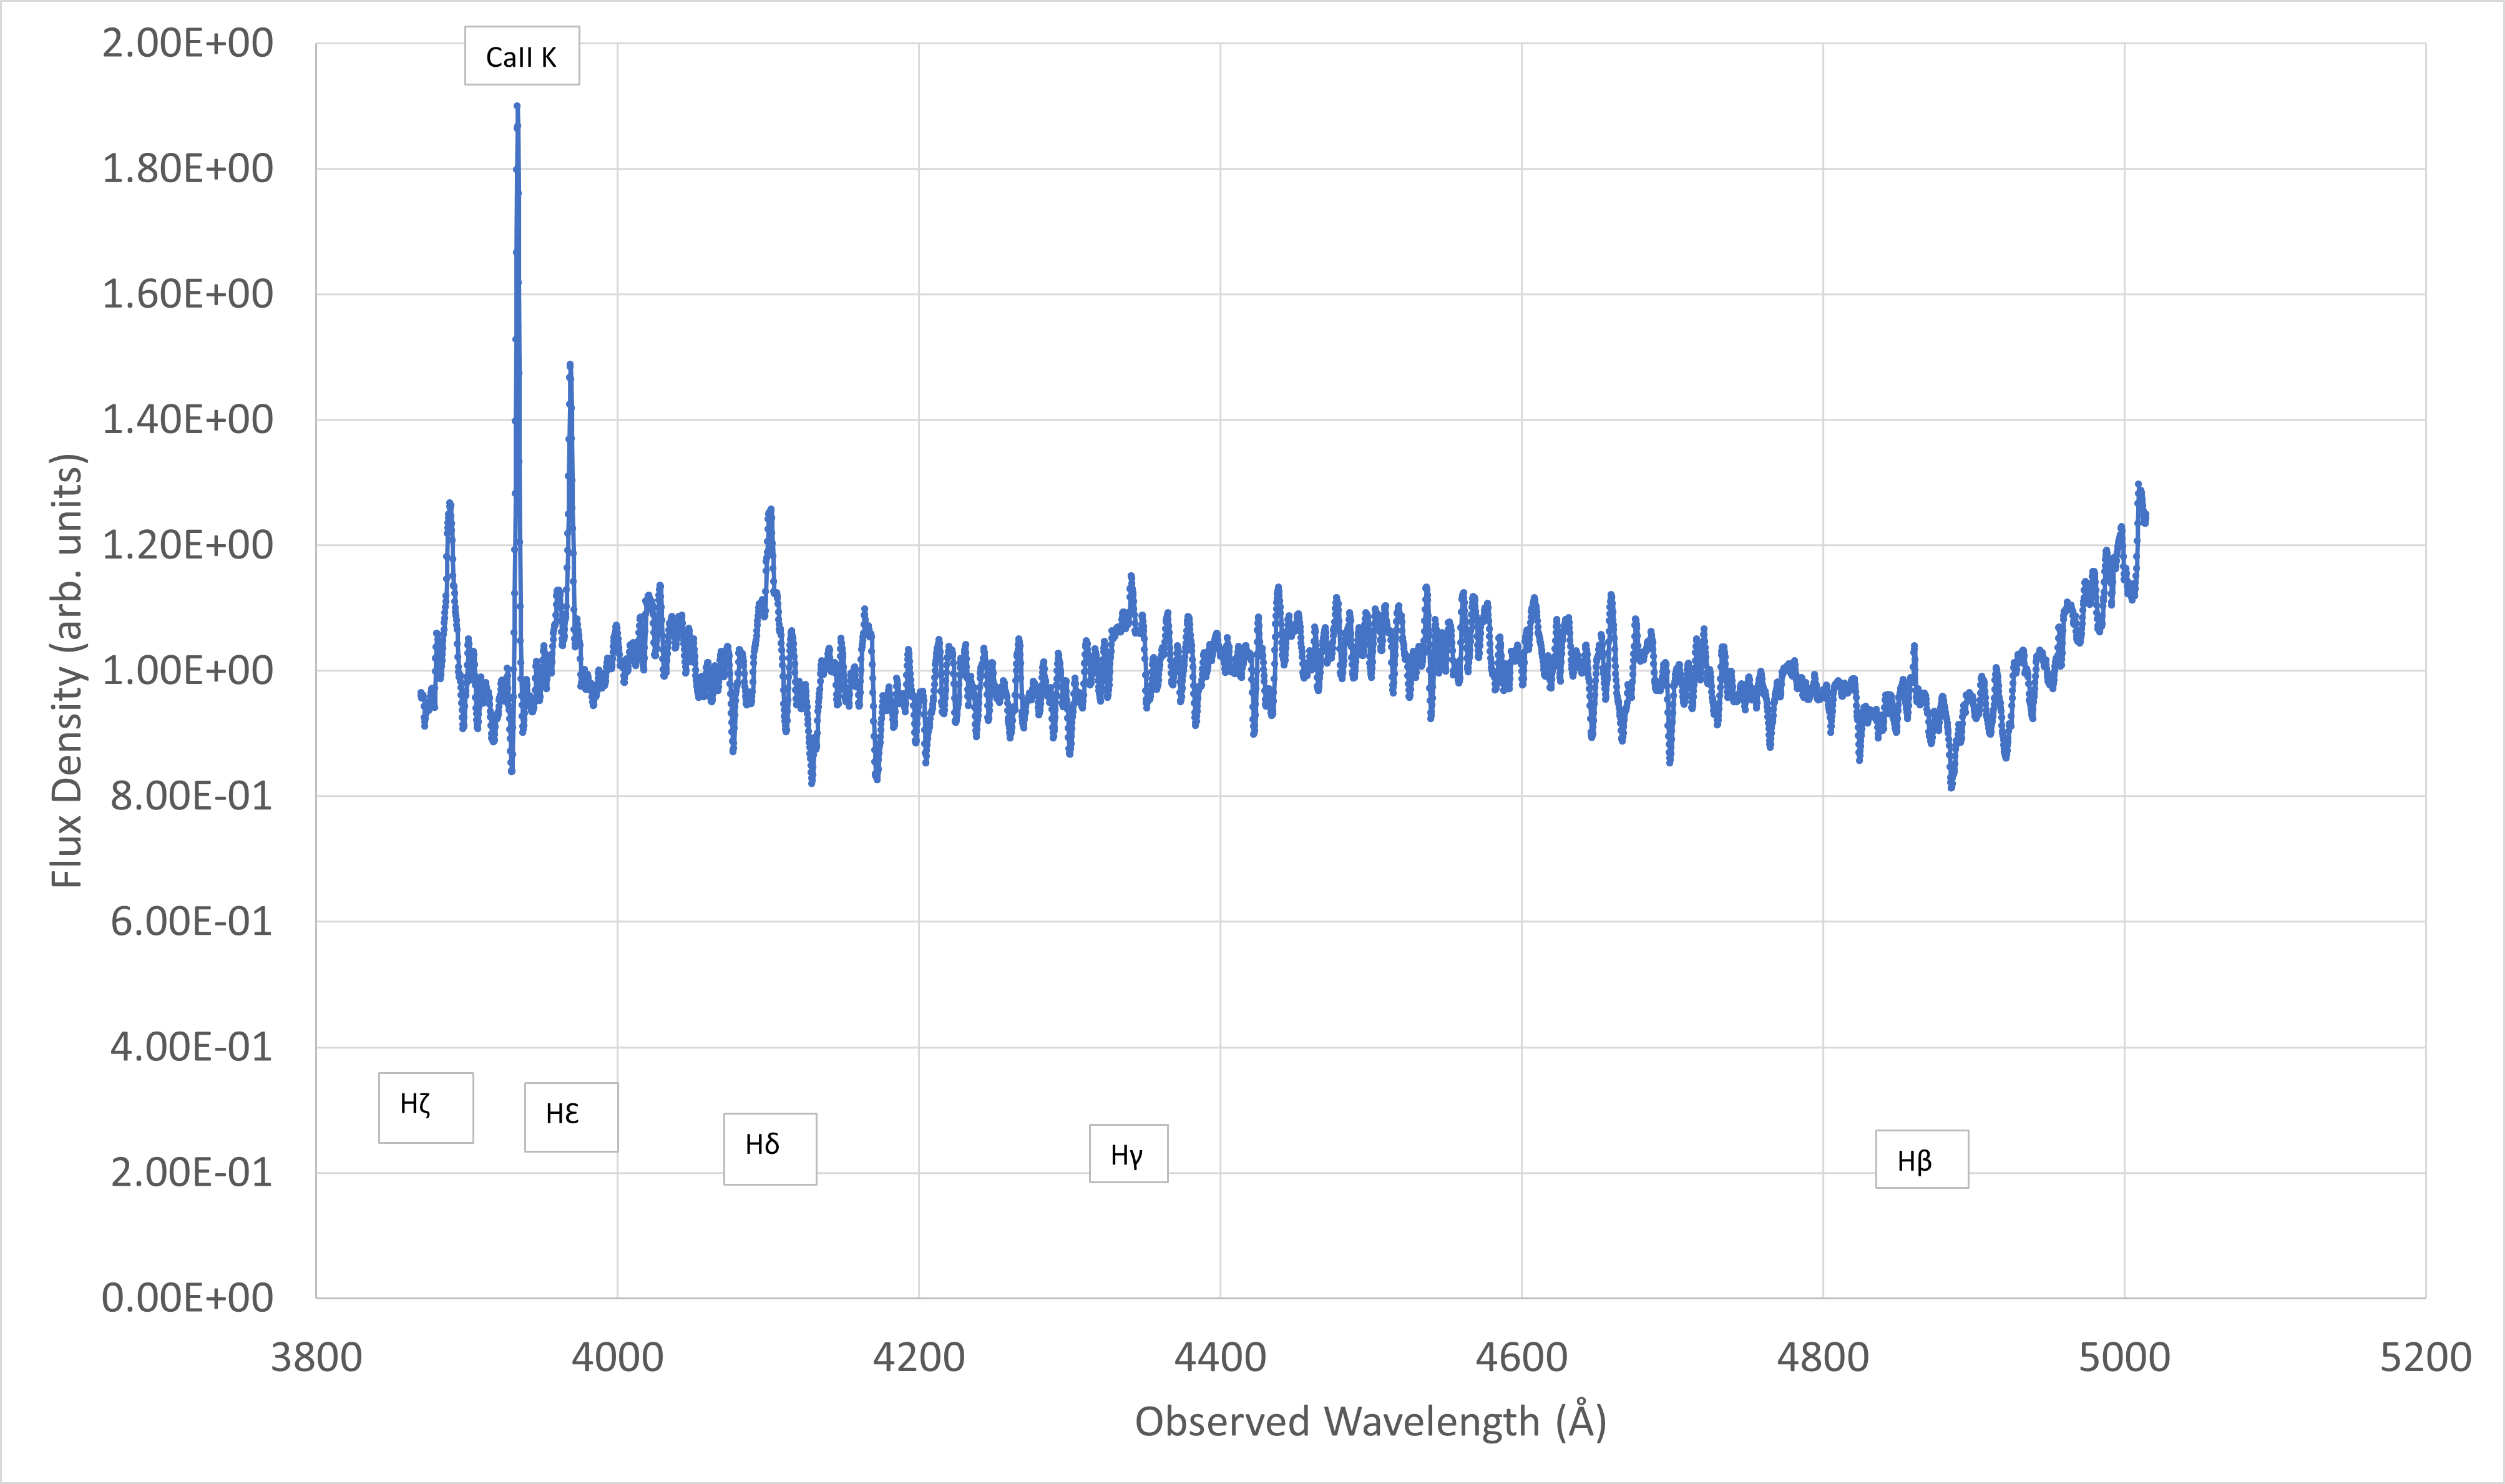 2.00E+00
1.80E+00
1.60E+00
1.40E+00
1.20E+00
1.00E+00
8.00E-01
6.00E-01
4.00E-01
2.00E-01
0.00E+00
Flux Density (arb. units)
CaII K
Hζ
HƐ
Hδ
Hγ
Hβ
3800 4000 4200 4400 4600 4800 5000 5200
Observed Wavelength (Å)